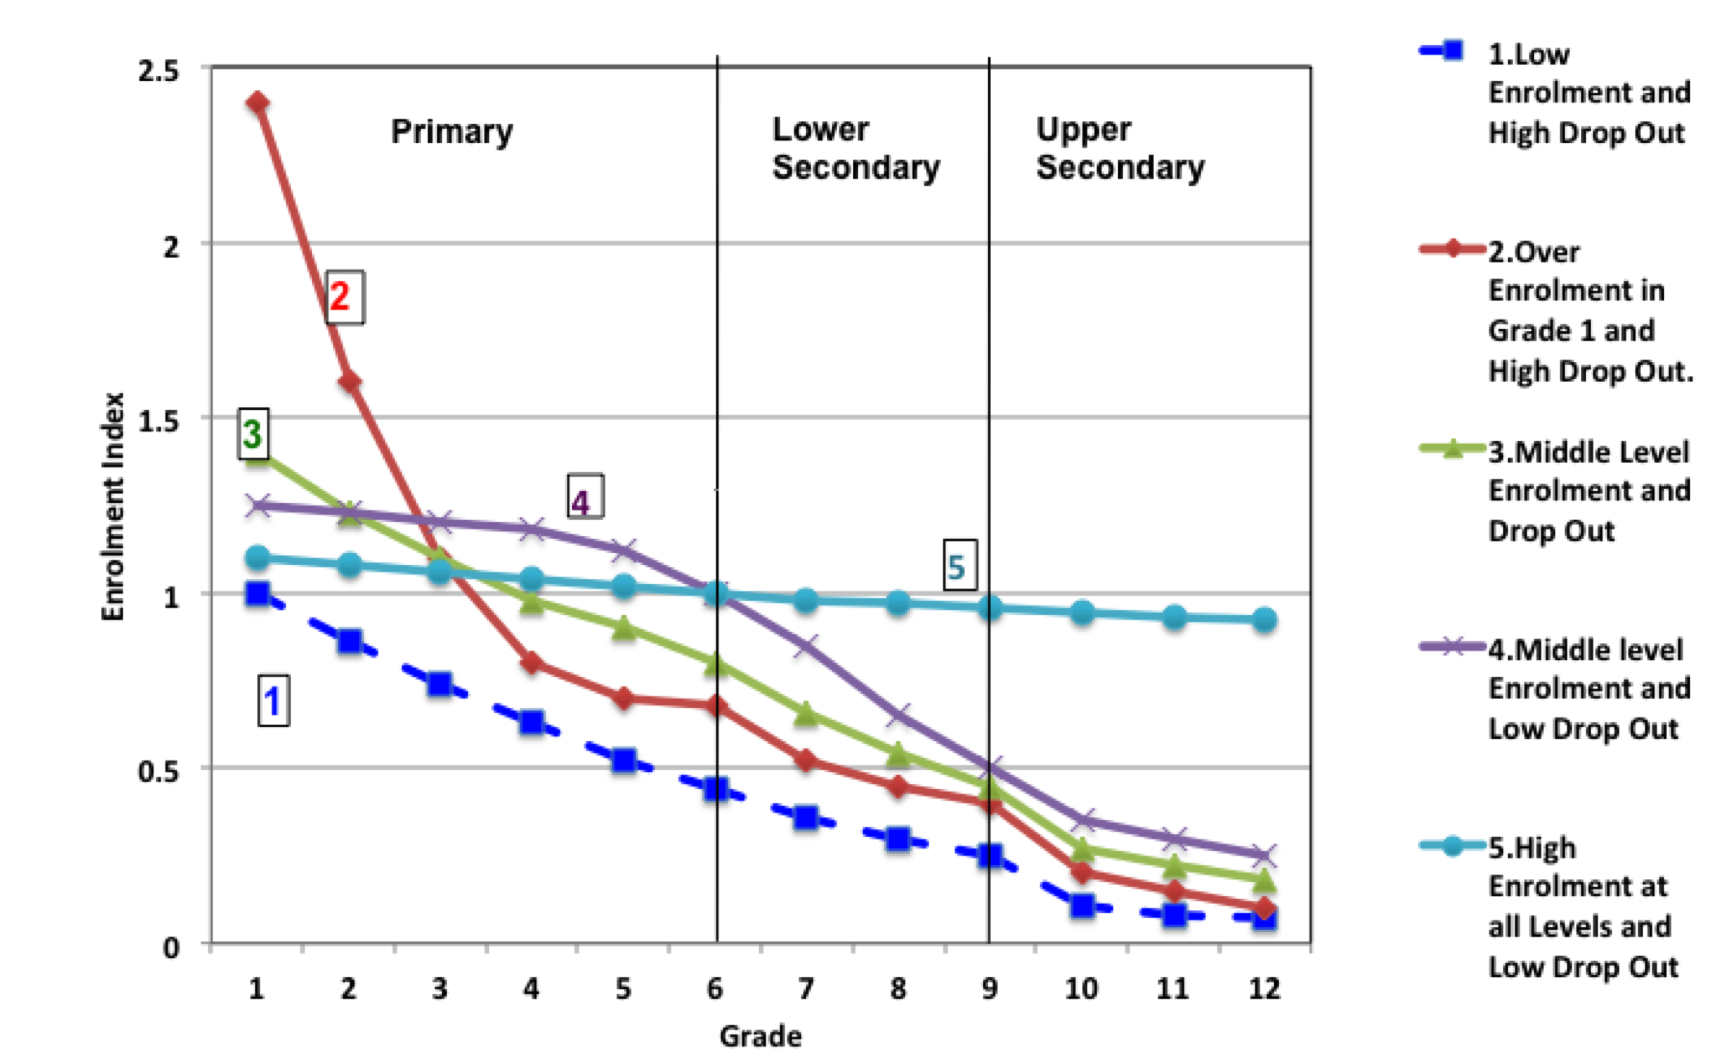 2.5
2
1.5
1
0.5
0
Enrolment Index
Primary
Lower
Secondary
Upper
Secondary
2
3
4
5
1
1 2 3 4 5 6 7 8 9 10 11 12
Grade
1.Low
Enrolment and
High Drop Out
2.Over
Enrolment in
Grade 1 and
High Drop Out.
3.Middle Level
Enrolment and
Drop Out
4.Middle level
Enrolment and
Low Drop Out
5.High
Enrolment at
all Levels and
Low Drop Out